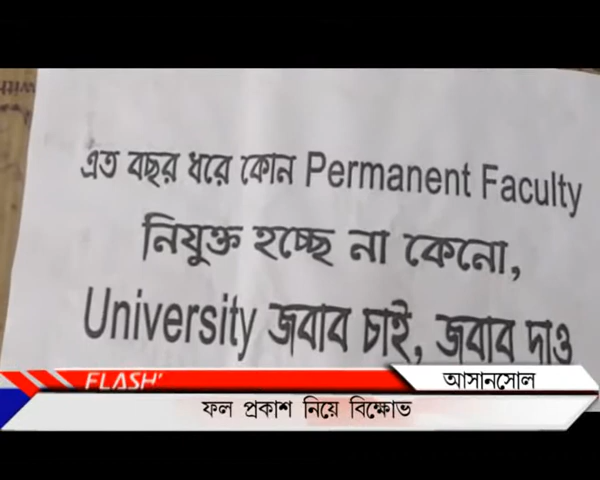 এত বছর ধরে কোন Permanent Faculty
নিযুক্ত হচ্ছে না কেনো,
University জবাব চাই, জবাব দাও
FLASH'
আসানসোল
ফল প্রকাশ নিয়ে বিক্ষোভ